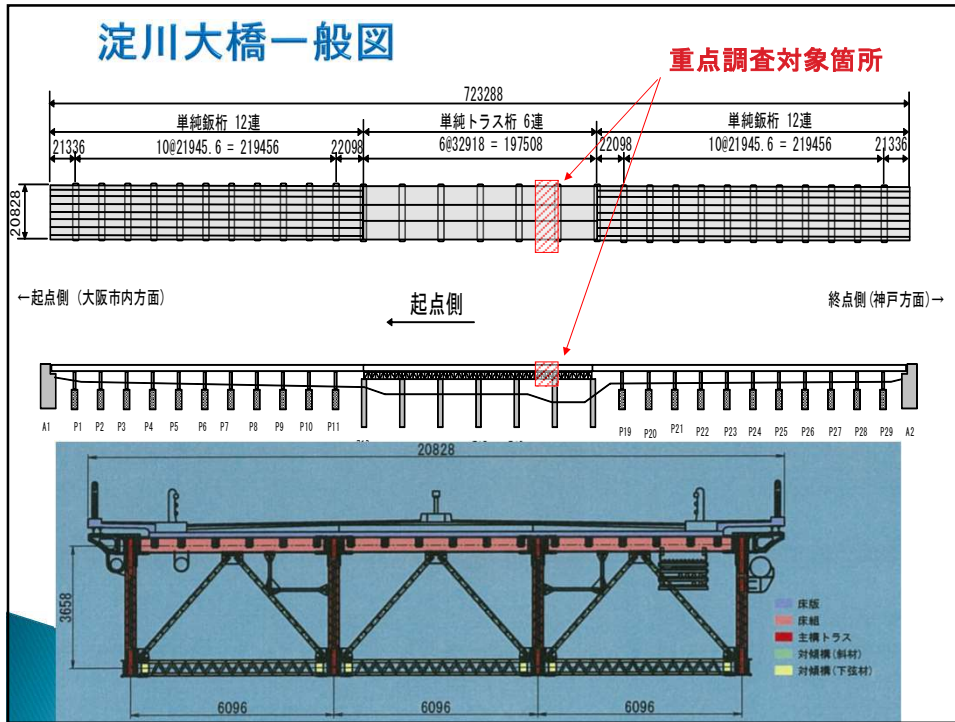 淀川大橋一般図
重点調査対象箇所
723288
単純鈑桁 12連
単純トラス桁 6連
単純鈑桁 12連
21336
10@21945.6 = 219456
22098
6@32918 = 197508
22098
10@21945.6 = 219456
21336
20828
←起点側（大阪市内方面）
起点側
終点側（神戸方面）→
A1
P1
P2
P3
P4
P5
P6
P7
P8
P9
P10
P11
P19
P20
P21
P22
P23
P24
P25
P26
P27
P28
P29
A2
20828
3658
床版
床組
主構トラス
対傾構(斜材)
対傾構(下弦材)
6096
6096
6096